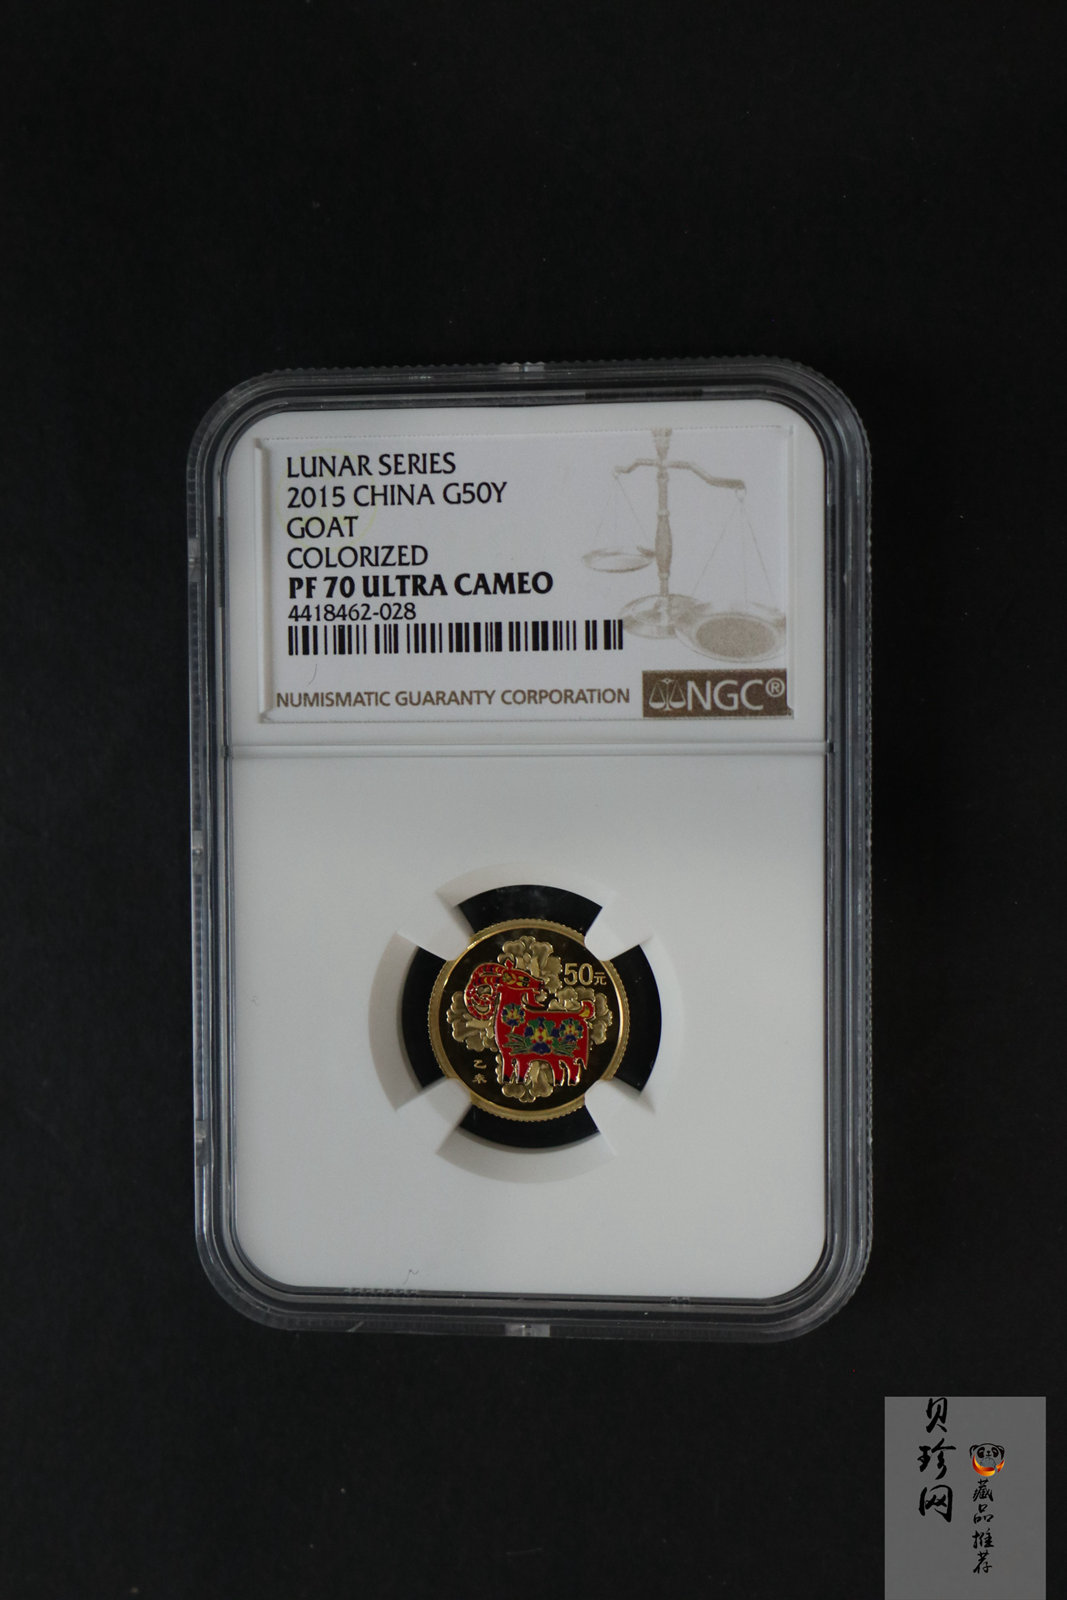 LUNAR SERIES
2015 CHINA G50Y
GOAT
COLORIZED
PF 70 ULTRA CAMEO
4418462-028
NUMISMATIC GUARANTY CORPORATION
NGC®
50元
乙未
贝珍网
藏品推荐